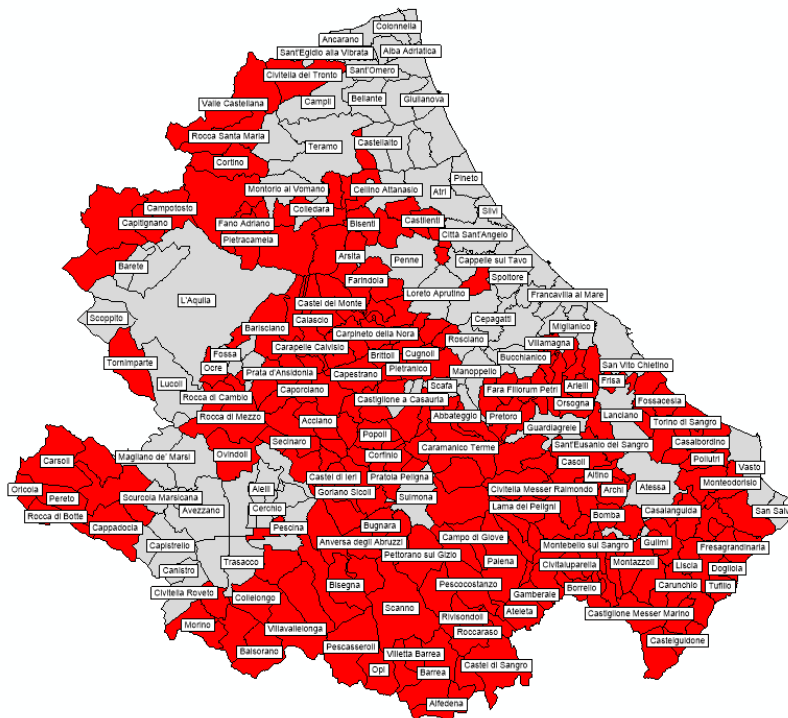 Colonnella
Ancarano
Sant'Egidio alla Vibrata
Alba Adriatica
Civitella del Tronto
Sant'Omero
Valle Castellana
Campli
Bellante
Giulianova
Rocca Santa Maria
Teramo
Castellalto
Cortino
Montorio al Vomano
Cellino Attanasio
Atri
Pineto
Campotosto
Capitignano
Fano Adriano
Colledara
Bisenti
Castilenti
Silvi
Pietracamela
Città Sant'Angelo
Barete
Arsita
Penne
Cappelle sul Tavo
Farindola
Spoltore
L'Aquila
Castel del Monte
Loreto Aprutino
Francavilla al Mare
Scoppito
Calascio
Cepagatti
Barisciano
Carpineto della Nora
Rosciano
Miglianico
Fossa
Carapelle Calvisio
Villamagna
Tornimparte
Ocre
Brittoli
Cugnoli
Bucchianico
Prata d'Ansidonia
Capestrano
Pietranico
Manoppello
San Vito Chietino
Lucoli
Caporciano
Scafa
Fara Filiorum Petri
Arielli
Frisa
Rocca di Cambio
Castiglione a Casauria
Orsogna
Fossacesia
Rocca di Mezzo
Acciano
Abbateggio
Pretoro
Lanciano
Torino di Sangro
Popoli
Guardiagrele
Secinaro
Caramanico Terme
Sant'Eusanio del Sangro
Casalbordino
Magliano de' Marsi
Ovindoli
Corfinio
Casoli
Pollutri
Vasto
Carsoli
Aielli
Castel di Ieri
Pratola Peligna
Altino
Monteodorisio
Oricola
Pereto
Scurcola Marsicana
Goriano Sicoli
Sulmona
Civitella Messer Raimondo
Archi
Atessa
Rocca di Botte
Avezzano
Cerchio
Lama dei Peligni
Bomba
Casalanguida
San Salv
Cappadocia
Pescina
Bugnara
Capistrello
Anversa degli Abruzzi
Campo di Giove
Montebello sul Sangro
Gulimi
Fresagrandinaria
Trasacco
Pettorano sul Gizio
Palena
Civitaluparella
Montazzoli
Liscia
Dogliola
Canistro
Bisegna
Pescocostanzo
Borrello
Carunchio
Tufillo
Civitella Roveto
Collelongo
Gamberale
Scanno
Ateleta
Castiglione Messer Marino
Morino
Villavallelonga
Rivisondoli
Roccaraso
Castelguidone
Balsorano
Pescasseroli
Villetta Barrea
Opi
Barrea
Castel di Sangro
Alfedena